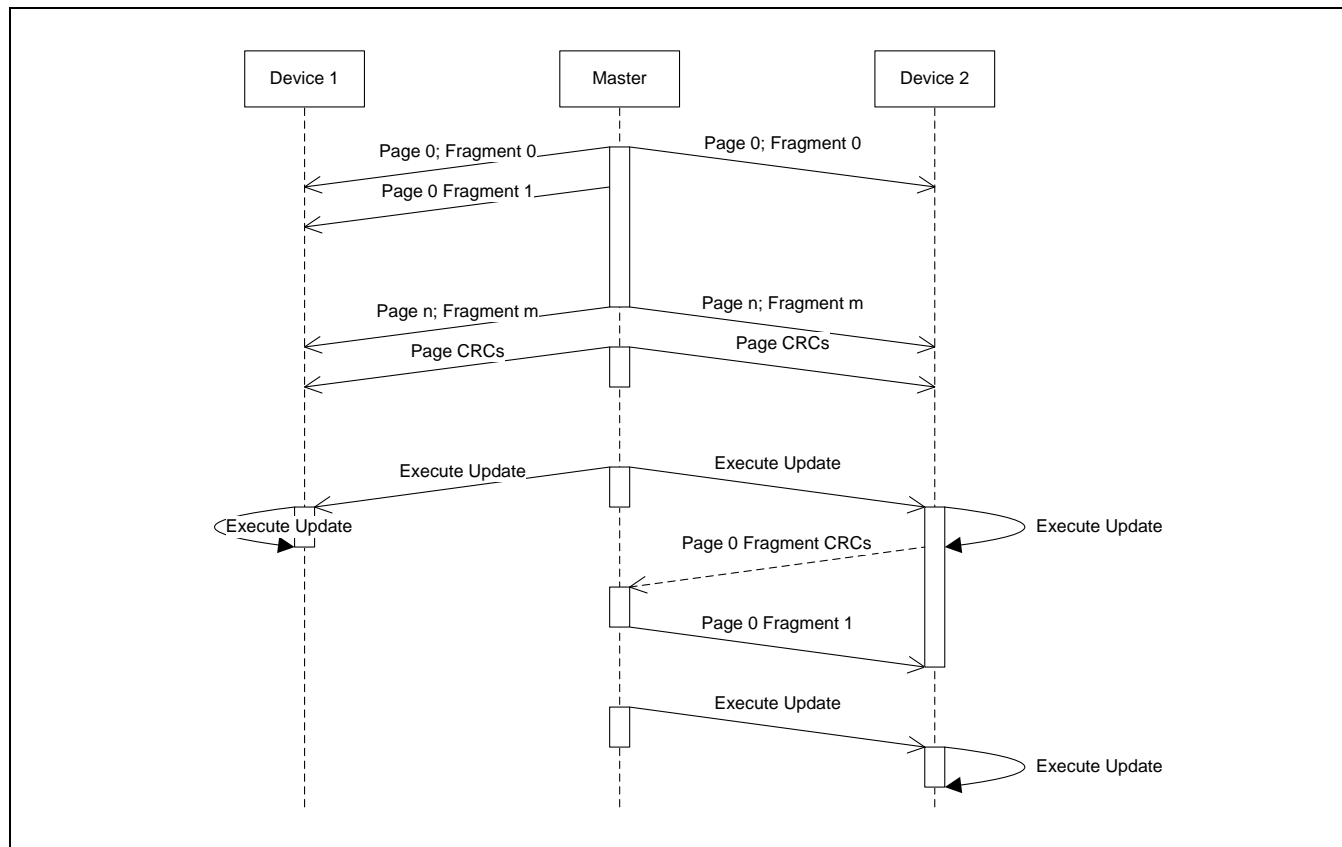 Device 1
Master
Device 2
Page 0; Fragment 0
Page 0; Fragment 0
Page 0 Fragment 1
Page n; Fragment m
Page n; Fragment m
Page CRCs
Page CRCs
Execute Update
Execute Update
Execute Update
Execute Update
Page 0 Fragment CRCs
Page 0 Fragment 1
Execute Update
Execute Update